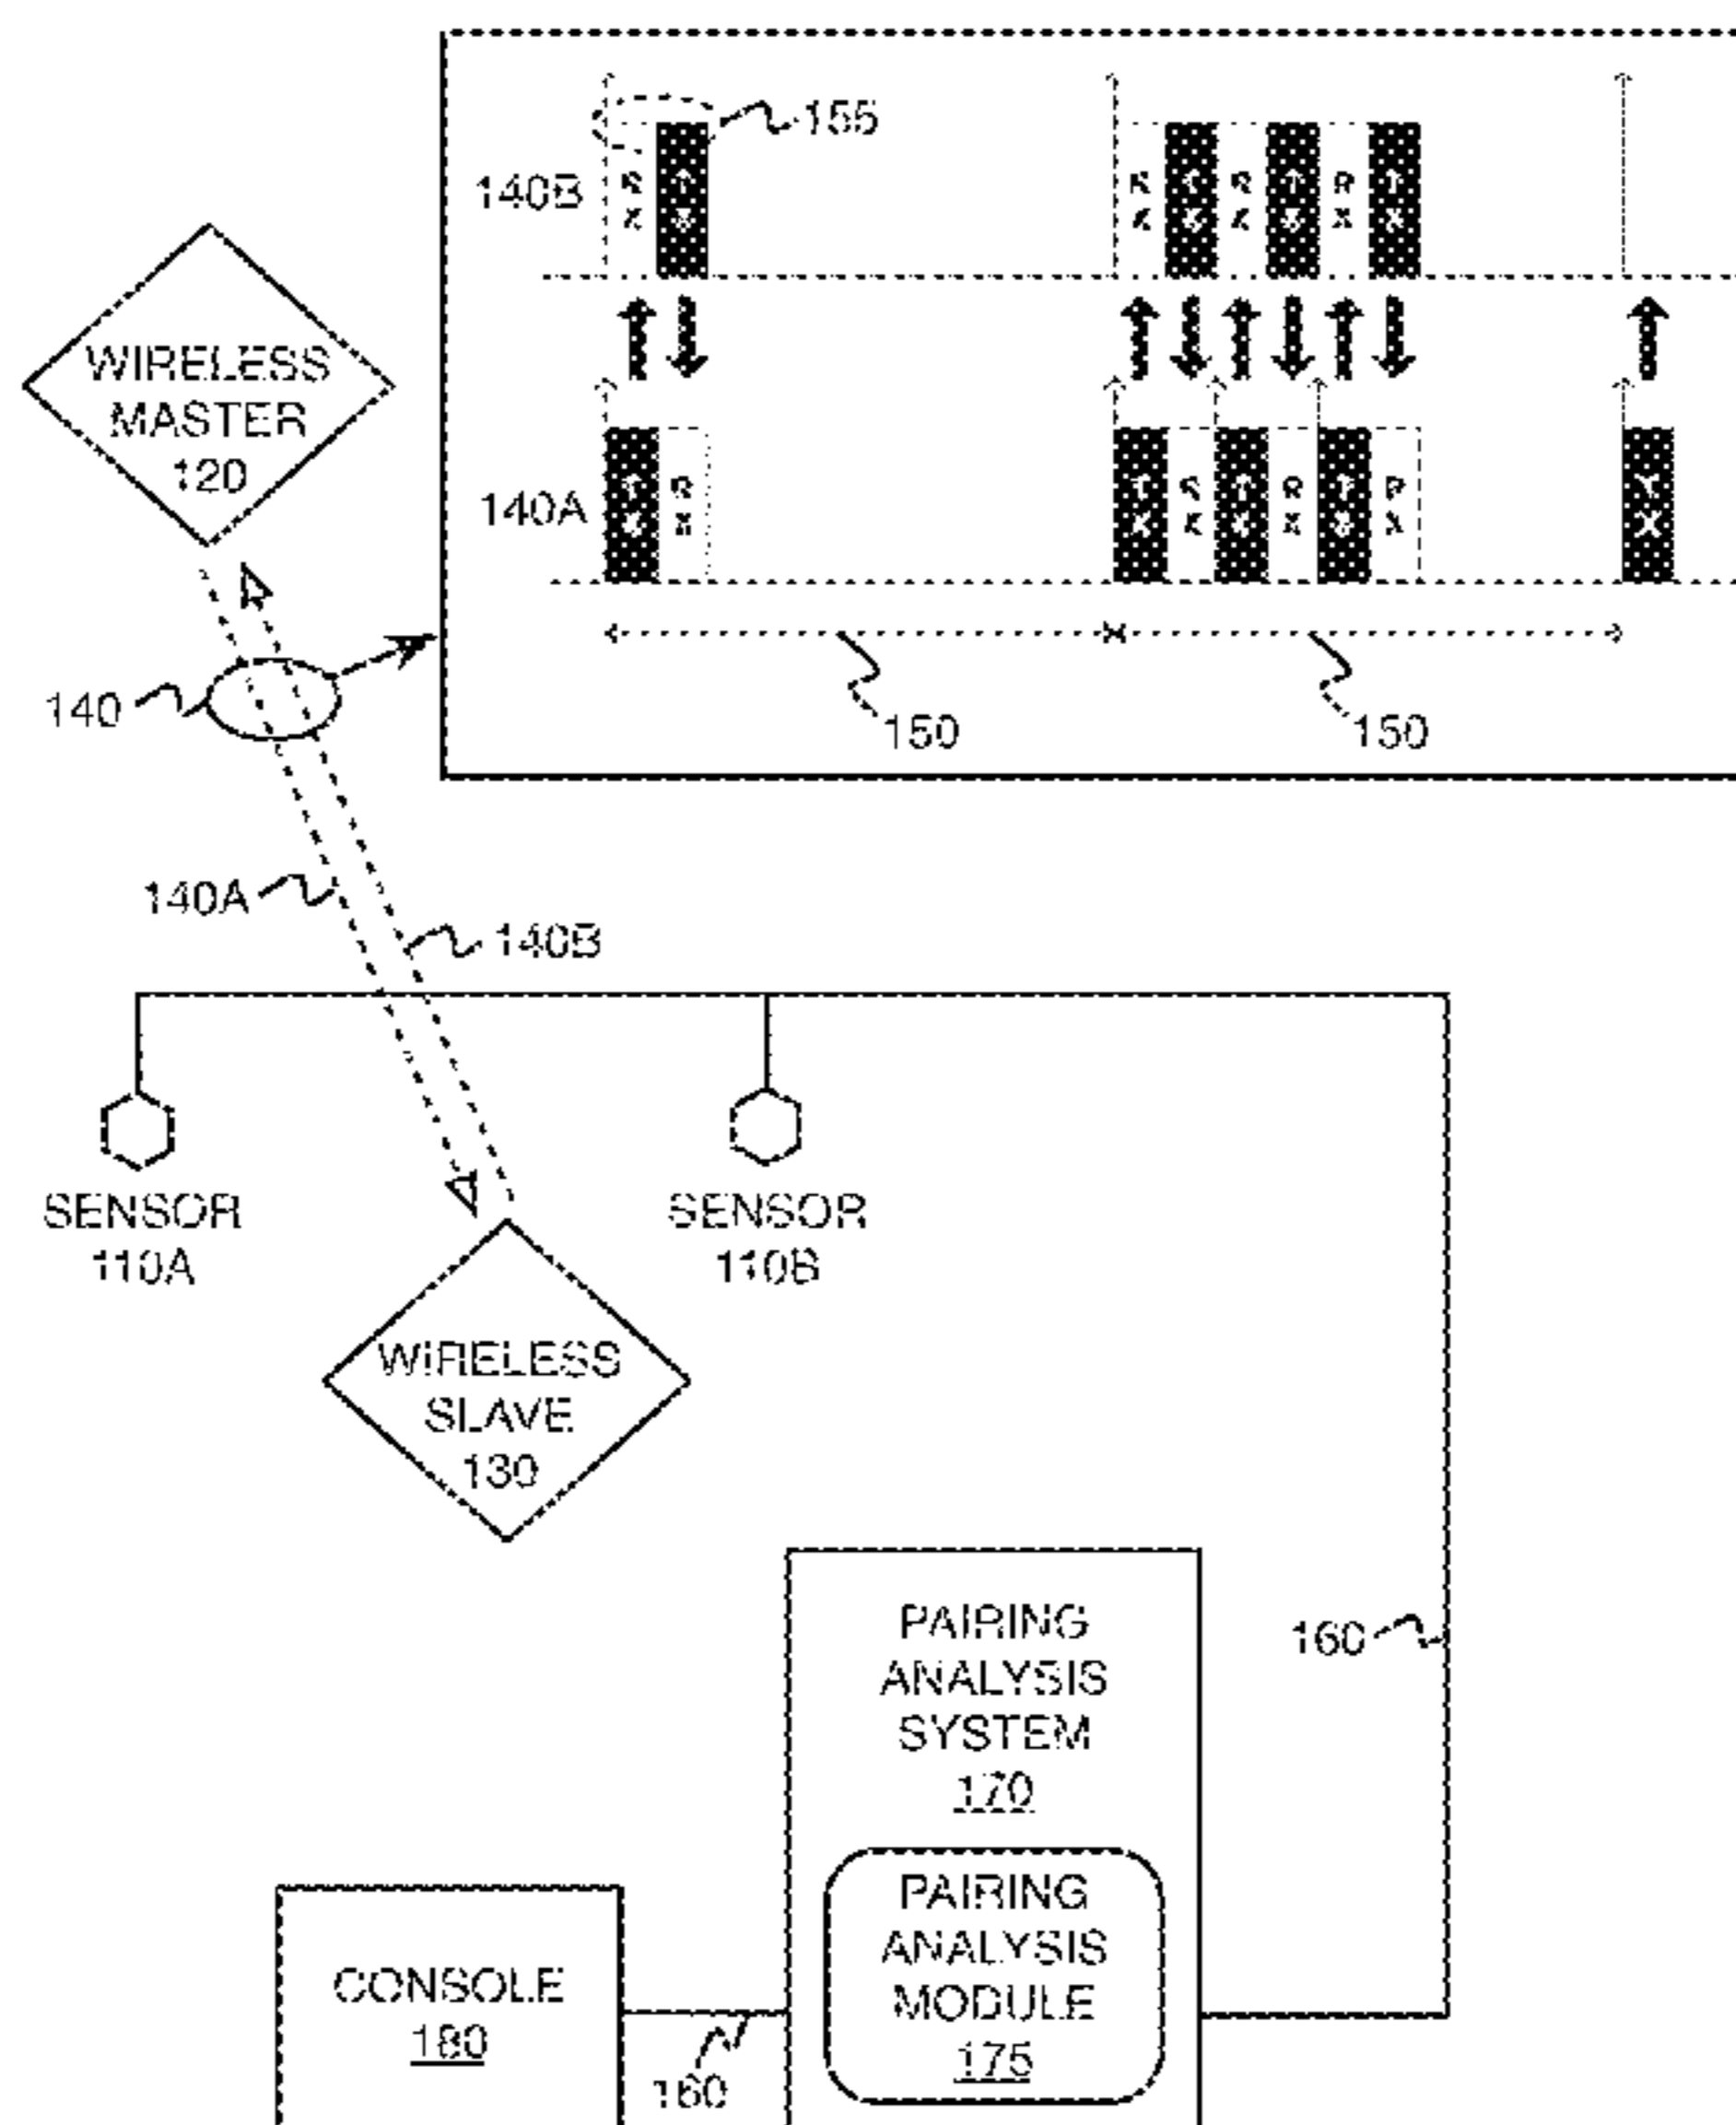 155
140B
R X T X R X T X R X T X R X T X
WIRELESS
MASTER
120
140A
T X R X T X R X T X R X T X R X T X
140
150
150
140A
140B
SENSOR
110A
SENSOR
110B
WIRELESS
SLAVE
130
PAIRING
ANALYSIS
SYSTEM
170
160
PAIRING
ANALYSIS
MODULE
175
CONSOLE
180
160